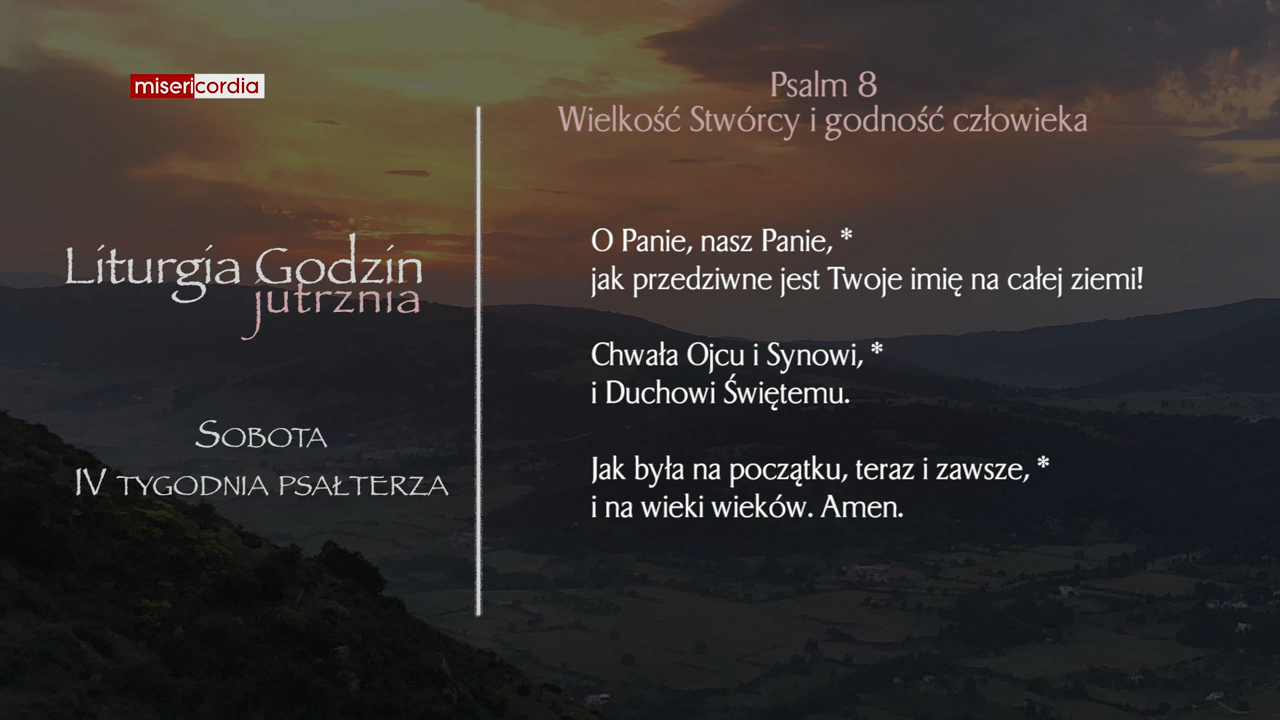 misericordia
Liturgia Godzin
jutrznia
Sobota
IV tygodnia psałterza
Psalm 8
Wielkość Stwórcy i godność człowieka
O Panie, nasz Panie, *
jak przedziwne jest Twoje imię na całej ziemi!
Chwała Ojcu i Synowi, *
i Duchowi Świętemu.
Jak była na początku, teraz i zawsze, *
i na wieki wieków. Amen.